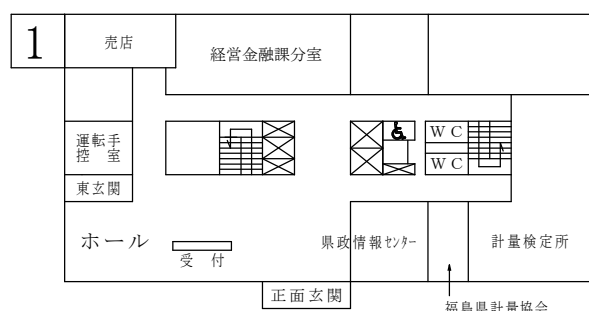 1
売店
経営金融課分室
運転手
控室
WC
WC
東玄関
ホール
受付
県政情報ｾﾝﾀｰ
計量検定所
正面玄関
福島県計量協会